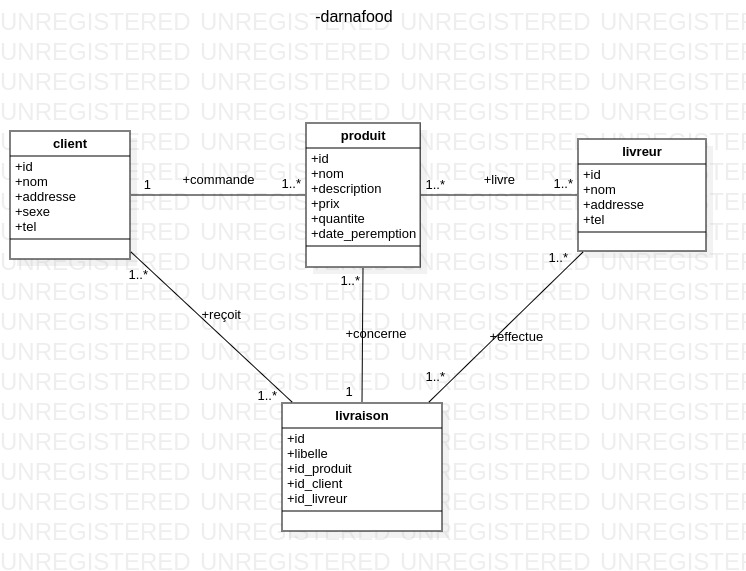 -darnafood
client
+id
+nom
+addresse
+sexe
+tel
1
+commande
1..*
produit
+id
+nom
+description
+prix
+quantite
+date_peremption
1..*
+livre
1..*
livreur
+id
+nom
+addresse
+tel
1..*
+reçoit
1..*
1..*
+concerne
1
1..*
+effectue
1..*
livraison
+id
+libelle
+id_produit
+id_client
+id_livreur
UNREGISTERED UNREGISTERED UNREGISTERED UNREGISTERED